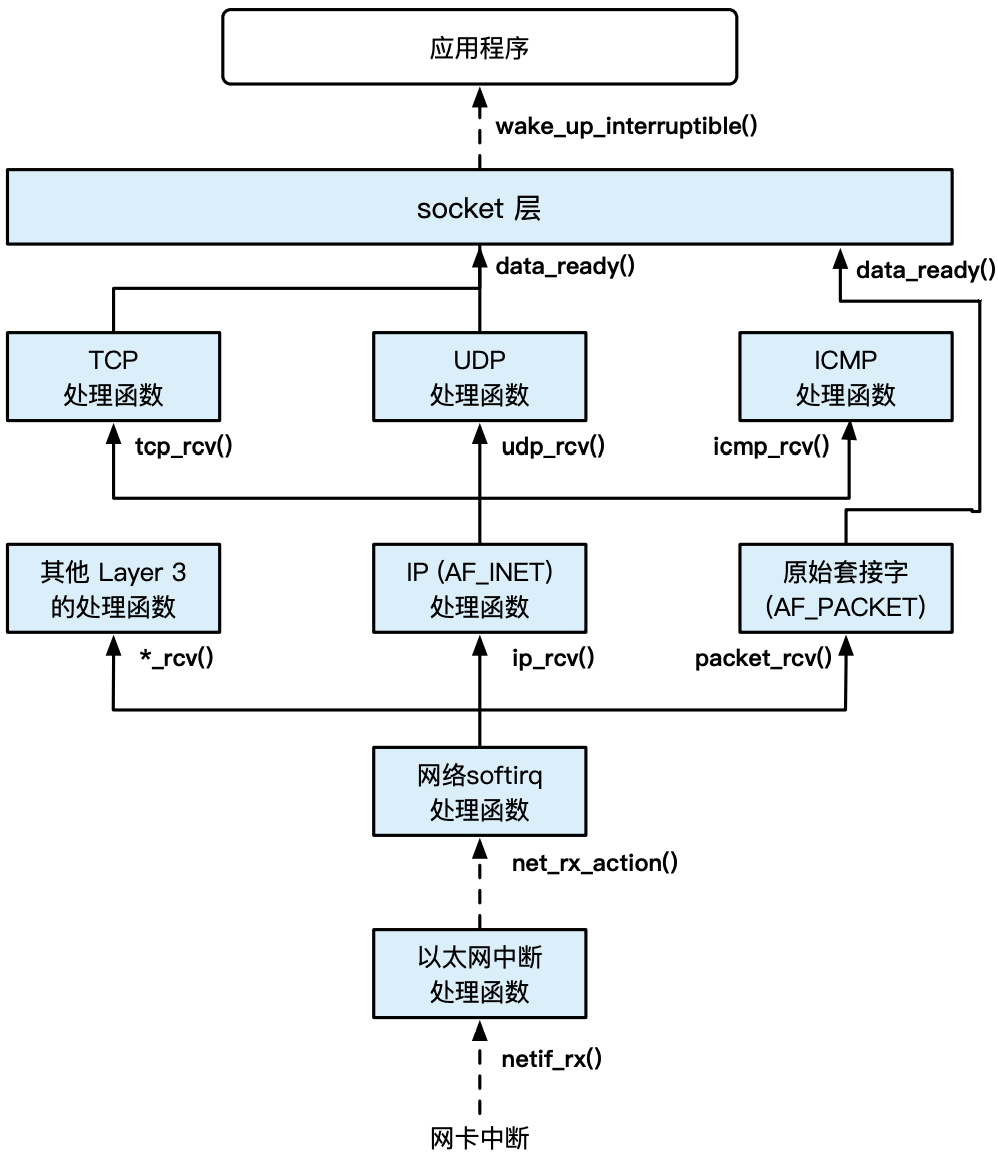 应用程序
wake_up_interruptible()
socket 层
data_ready()
data_ready()
TCP
处理函数
UDP
处理函数
ICMP
处理函数
tcp_rcv()
udp_rcv()
icmp_rcv()
其他 Layer 3
的处理函数
IP (AF_INET)
处理函数
原始套接字
(AF_PACKET)
*_rcv()
ip_rcv()
packet_rcv()
网络softirq
处理函数
net_rx_action()
以太网中断
处理函数
netif_rx()
网卡中断